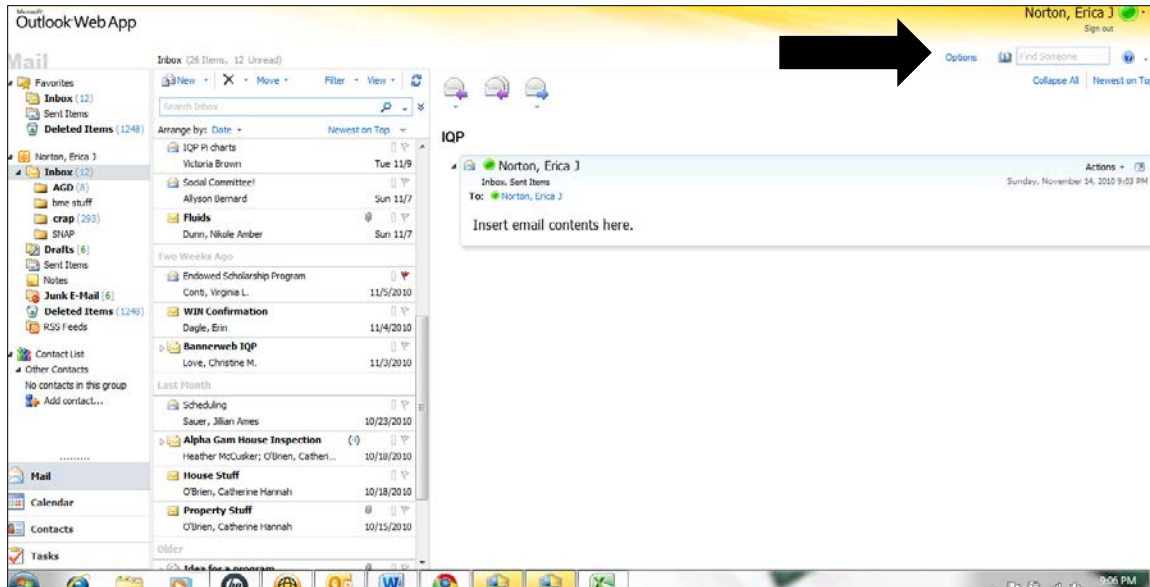 Microsoft
Outlook Web App
Norton, Erica J
Sign out
Mail
Inbox (26 Items, 12 Unread)
Options
Find Someone
Favorites
Inbox (12)
Sent Items
Deleted Items (1248)
Norton, Erica J
Inbox (12)
AGD (8)
bme stuff
crap (293)
SNAP
Drafts [6]
Sent Items
Notes
Junk E-Mail [6]
Deleted Items (1248)
RSS Feeds
Contact List
Other Contacts
No contacts in this group
Add contact...
Mail
Calendar
Contacts
Tasks
New Move Filter View
Search Inbox
Arrange by: Date Newest on Top
IQP Pi charts
Victoria Brown Tue 11/9
Social Committee!
Allyson Bernard Sun 11/7
Fluids
Dunn, Nikole Amber Sun 11/7
Two Weeks Ago
Endowed Scholarship Program
Conti, Virginia L. 11/5/2010
WIN Confirmation
Dagle, Erin 11/4/2010
Bannerweb IQP
Love, Christine M. 11/3/2010
Last Month
Scheduling
Sauer, Jillian Ames 10/23/2010
Alpha Gam House Inspection
Heather McCusker; O'Brien, Catheri... 10/18/2010
House Stuff
O'Brien, Catherine Hannah 10/18/2010
Property Stuff
O'Brien, Catherine Hannah 10/15/2010
Older
Idea for a program
Collapse All Newest on To
IQP
Norton, Erica J Actions
Inbox, Sent Items Sunday, November 14, 2010 9:03 PM
To: Norton, Erica J
Insert email contents here.
9:06 PM